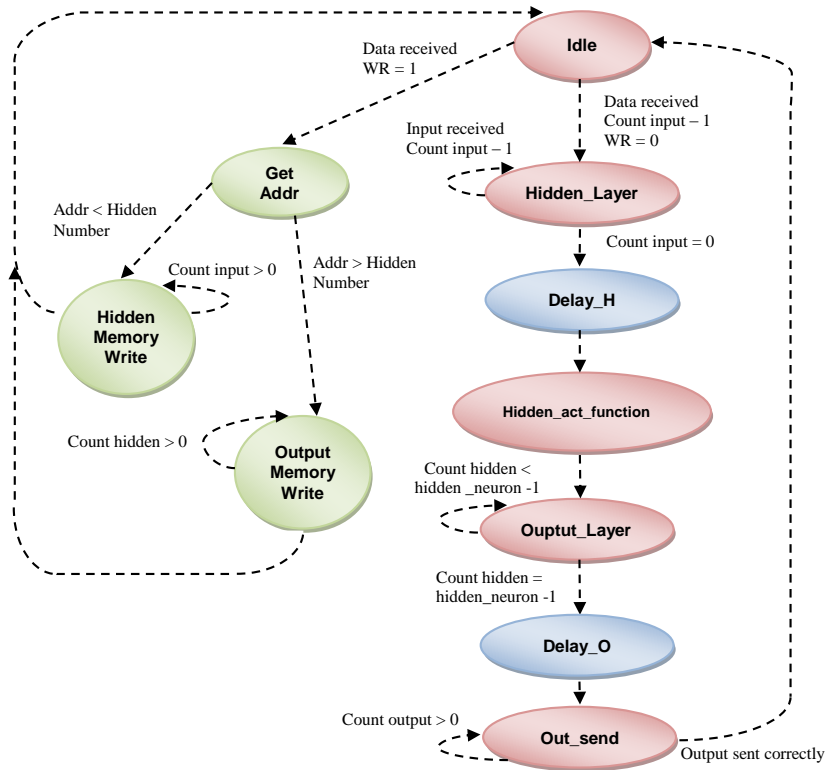 Idle
Data received
WR = 1
Data received
Count input – 1
WR = 0
Input received
Count input – 1
Get
Addr
Hidden_Layer
Addr < Hidden
Number
Count input = 0
Addr > Hidden
Number
Count input > 0
Delay_H
Hidden
Memory
Write
Hidden_act_function
Count hidden > 0
Output
Memory
Write
Count hidden <
hidden _neuron -1
Ouptut_Layer
Count hidden =
hidden_neuron -1
Delay_O
Count output > 0
Out_send
Output sent correctly